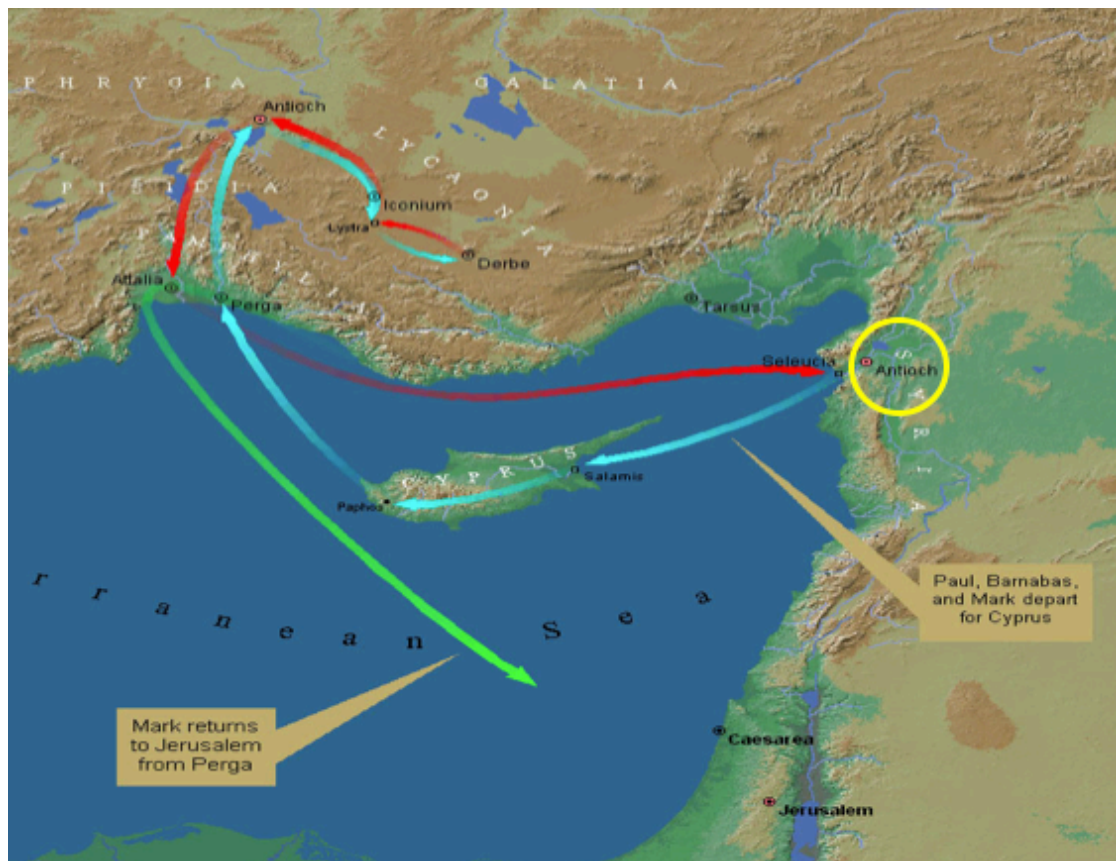 PHRYGIA
GALATIA
Antioch
LYCAONIA
PISIDIA
Iconium
Lystra
Derbe
PAMPHYLIA
Attalia
Perga
Tarsus
Seleucia
Antioch
SYRIA
CYPRUS
Salamis
Paphos
Paul, Barnabas,
and Mark depart
for Cyprus
rranean Sea
Mark returns
to Jerusalem
from Perga
Caesarea
Jerusalem